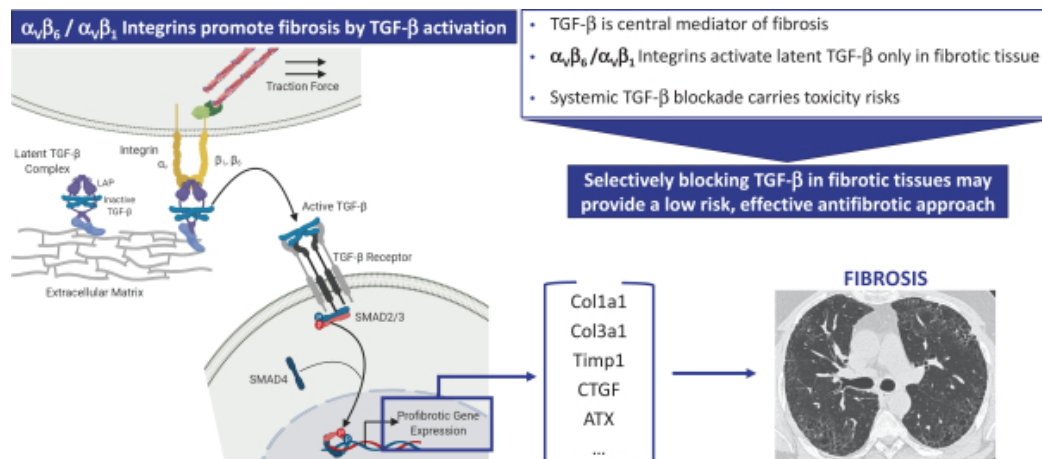 αvβ6 / αvβ1 Integrins promote fibrosis by TGF-β activation
• TGF-β is central mediator of fibrosis
• αvβ6/αvβ1 Integrins activate latent TGF-β only in fibrotic tissue
• Systemic TGF-β blockade carries toxicity risks
Selectively blocking TGF-β in fibrotic tissues may
provide a low risk, effective antifibrotic approach
Traction Force
Integrin
αv
β1, β6
Latent TGF-β
Complex
LAP
Inactive
TGF-β
Extracellular Matrix
Active TGF-β
TGF-β Receptor
SMAD2/3
SMAD4
Profibrotic Gene
Expression
Col1a1
Col3a1
Timp1
CTGF
ATX
...
FIBROSIS